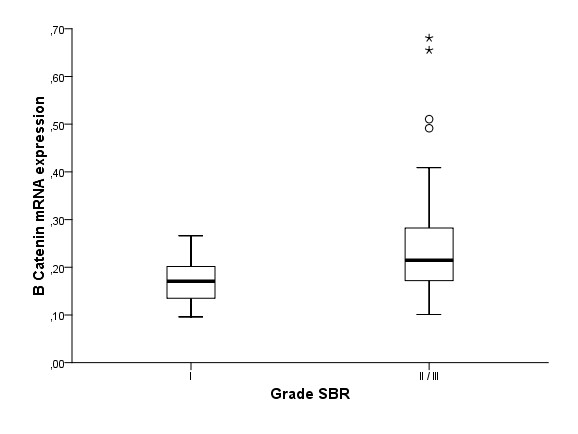 B Catenin mRNA expression
,70
,60
,50
,40
,30
,20
,10
,00
I
II / III
Grade SBR